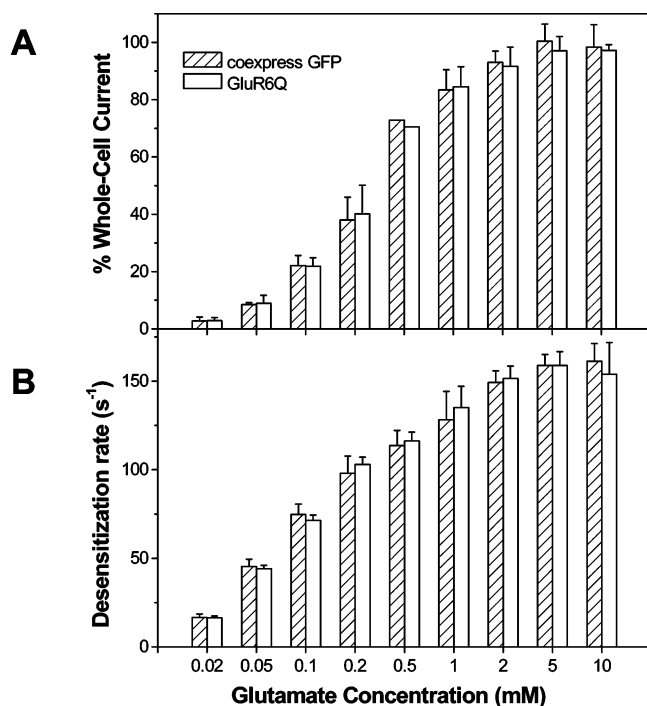 A
% Whole-Cell Current
100
80
60
40
20
0
coexpress GFP
GluR6Q
B
Desensitization rate (s-1)
150
100
50
0
0.02 0.05 0.1 0.2 0.5 1 2 5 10
Glutamate Concentration (mM)